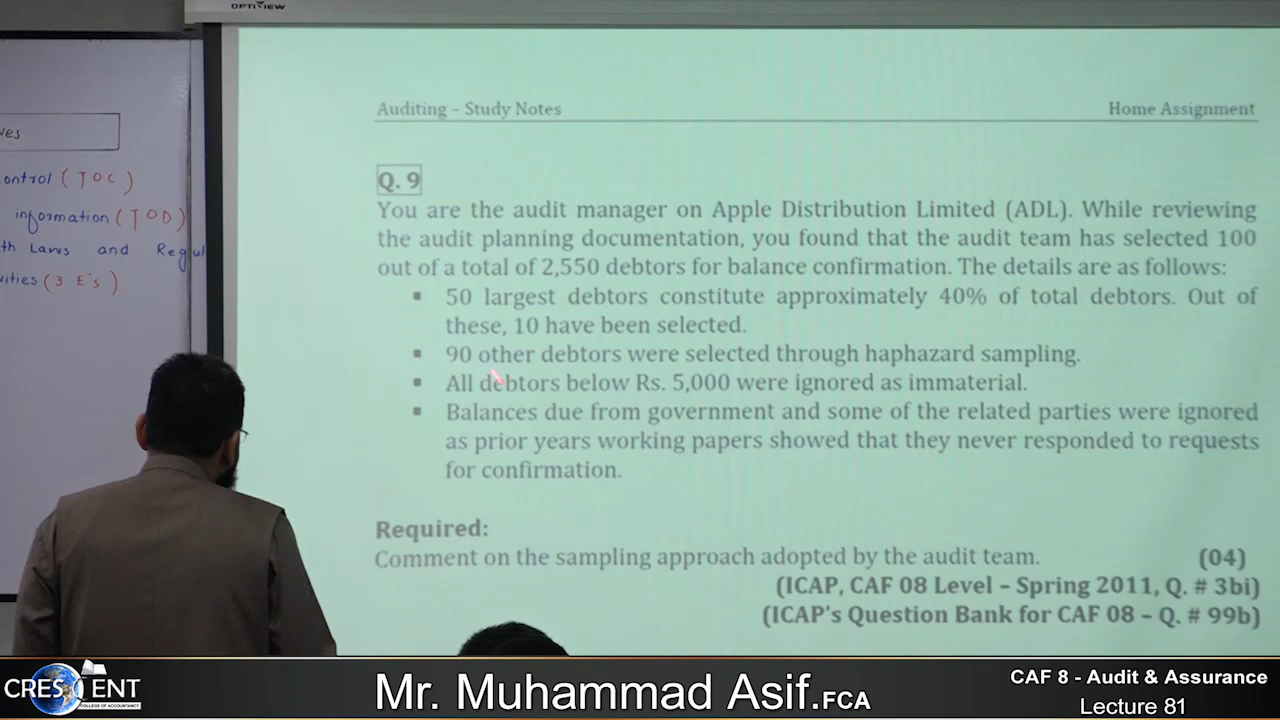 OPTIVIEW
ves
ontrol (TOC)
information (TOD)
th Laws and Regul
vities (3 E's)
Auditing – Study Notes Home Assignment
Q. 9
You are the audit manager on Apple Distribution Limited (ADL). While reviewing
the audit planning documentation, you found that the audit team has selected 100
out of a total of 2,550 debtors for balance confirmation. The details are as follows:
▪ 50 largest debtors constitute approximately 40% of total debtors. Out of
these, 10 have been selected.
▪ 90 other debtors were selected through haphazard sampling.
▪ All debtors below Rs. 5,000 were ignored as immaterial.
▪ Balances due from government and some of the related parties were ignored
as prior years working papers showed that they never responded to requests
for confirmation.
Required:
Comment on the sampling approach adopted by the audit team. (04)
(ICAP, CAF 08 Level – Spring 2011, Q. # 3bi)
(ICAP's Question Bank for CAF 08 – Q. # 99b)
CRESCENT
COLLEGE OF ACCOUNTANCY
Mr. Muhammad Asif.FCA
CAF 8 - Audit & Assurance
Lecture 81